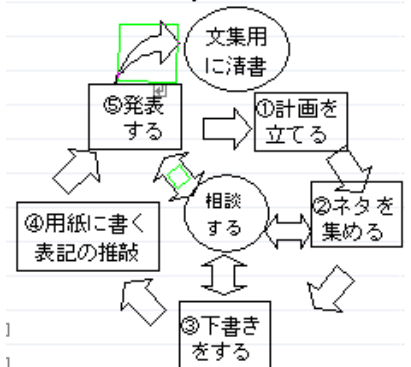 文集用
に清書
⑤発表
する
①計画を
立てる
相談
する
②ネタを
集める
④用紙に書く
表記の推敲
③下書き
をする